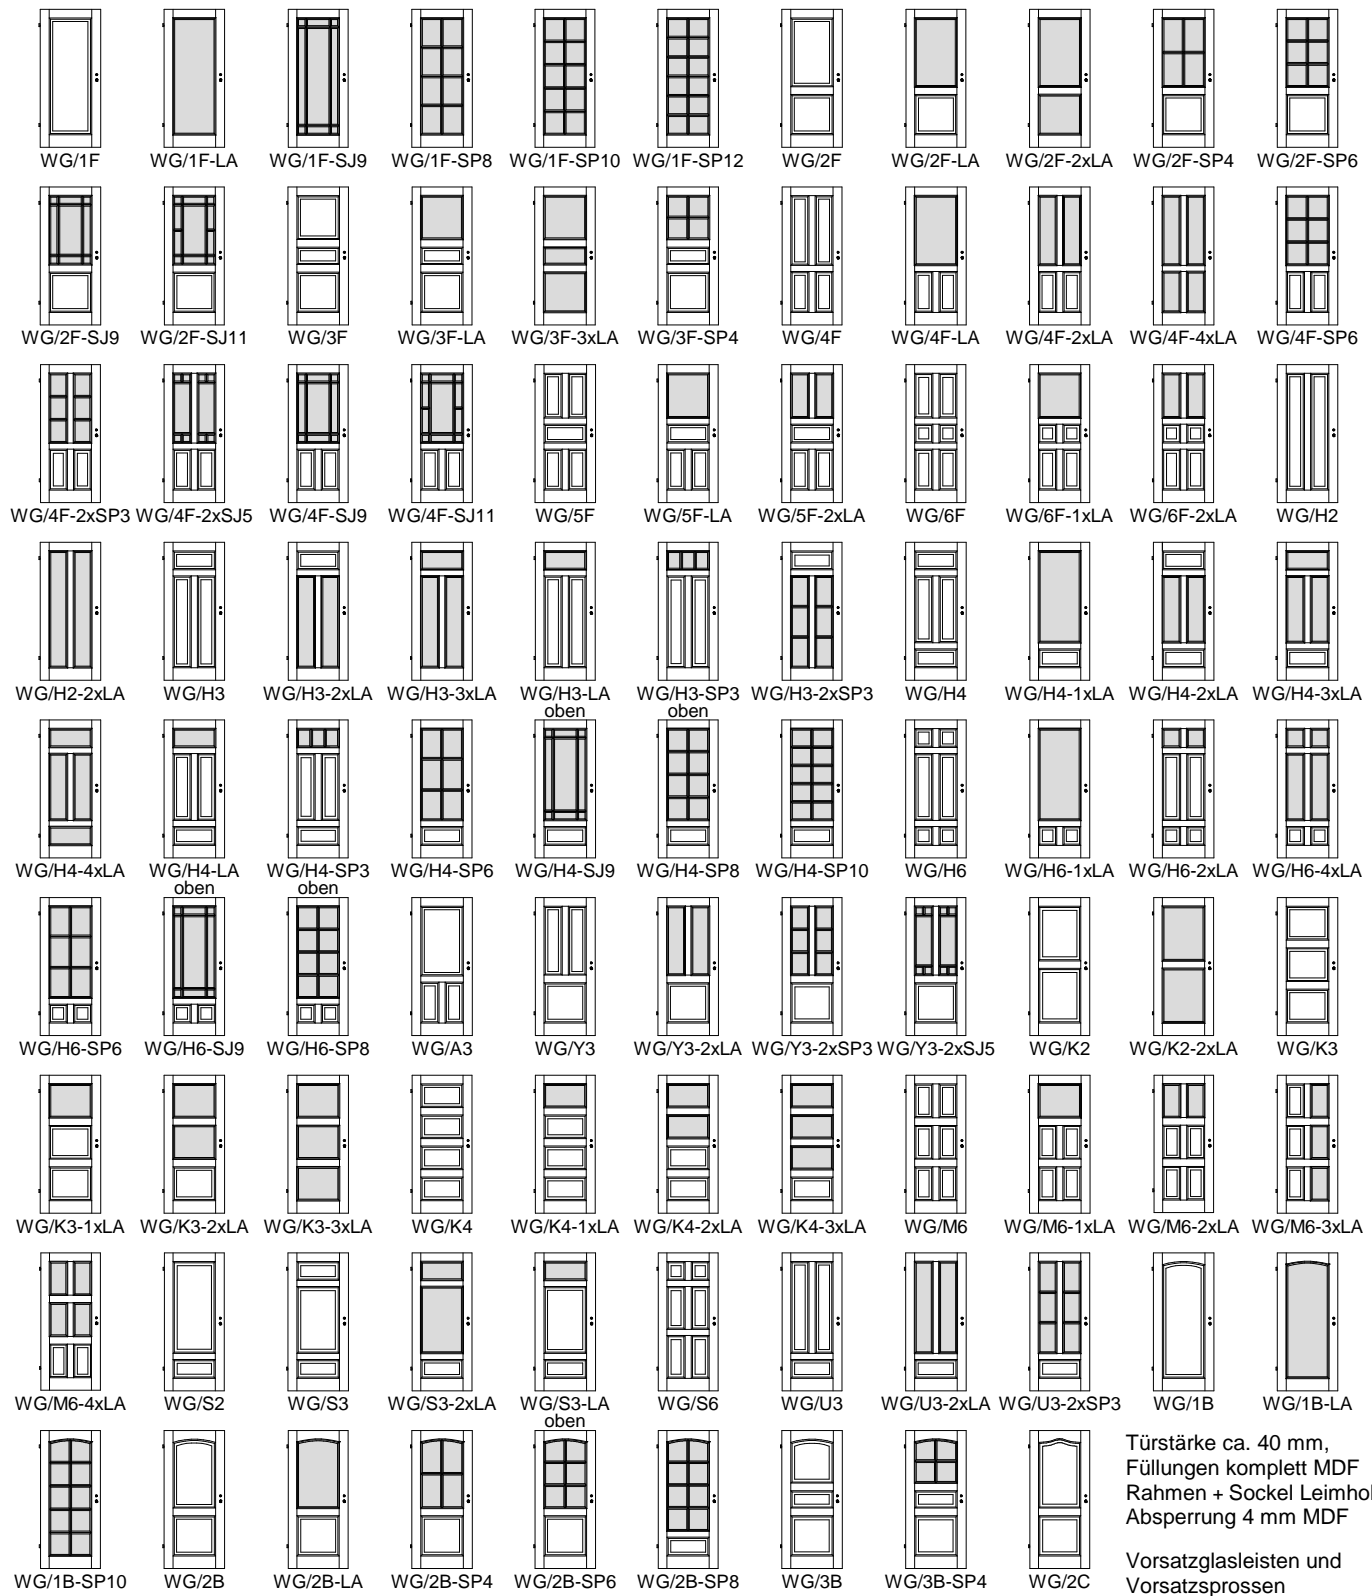 WG/1F WG/1F-LA WG/1F-SJ9 WG/1F-SP8 WG/1F-SP10 WG/1F-SP12 WG/2F WG/2F-LA WG/2F-2xLA WG/2F-SP4 WG/2F-SP6
WG/2F-SJ9 WG/2F-SJ11 WG/3F WG/3F-LA WG/3F-3xLA WG/3F-SP4 WG/4F WG/4F-LA WG/4F-2xLA WG/4F-4xLA WG/4F-SP6
WG/4F-2xSP3 WG/4F-2xSJ5 WG/4F-SJ9 WG/4F-SJ11 WG/5F WG/5F-LA WG/5F-2xLA WG/6F WG/6F-1xLA WG/6F-2xLA WG/H2
WG/H2-2xLA WG/H3 WG/H3-2xLA WG/H3-3xLA WG/H3-LA WG/H3-SP3 WG/H3-2xSP3 WG/H4 WG/H4-1xLA WG/H4-2xLA WG/H4-3xLA
oben oben
WG/H4-4xLA WG/H4-LA WG/H4-SP3 WG/H4-SP6 WG/H4-SJ9 WG/H4-SP8 WG/H4-SP10 WG/H6 WG/H6-1xLA WG/H6-2xLA WG/H6-4xLA
oben oben
WG/H6-SP6 WG/H6-SJ9 WG/H6-SP8 WG/A3 WG/Y3 WG/Y3-2xLA WG/Y3-2xSP3 WG/Y3-2xSJ5 WG/K2 WG/K2-2xLA WG/K3
WG/K3-1xLA WG/K3-2xLA WG/K3-3xLA WG/K4 WG/K4-1xLA WG/K4-2xLA WG/K4-3xLA WG/M6 WG/M6-1xLA WG/M6-2xLA WG/M6-3xLA
WG/M6-4xLA WG/S2 WG/S3 WG/S3-2xLA WG/S3-LA WG/S6 WG/U3 WG/U3-2xLA WG/U3-2xSP3 WG/1B WG/1B-LA
oben
WG/1B-SP10 WG/2B WG/2B-LA WG/2B-SP4 WG/2B-SP6 WG/2B-SP8 WG/3B WG/3B-SP4 WG/2C
Türstärke ca. 40 mm,
Füllungen komplett MDF
Rahmen + Sockel Leimhol
Absperrung 4 mm MDF
Vorsatzglasleisten und
Vorsatzsprossen